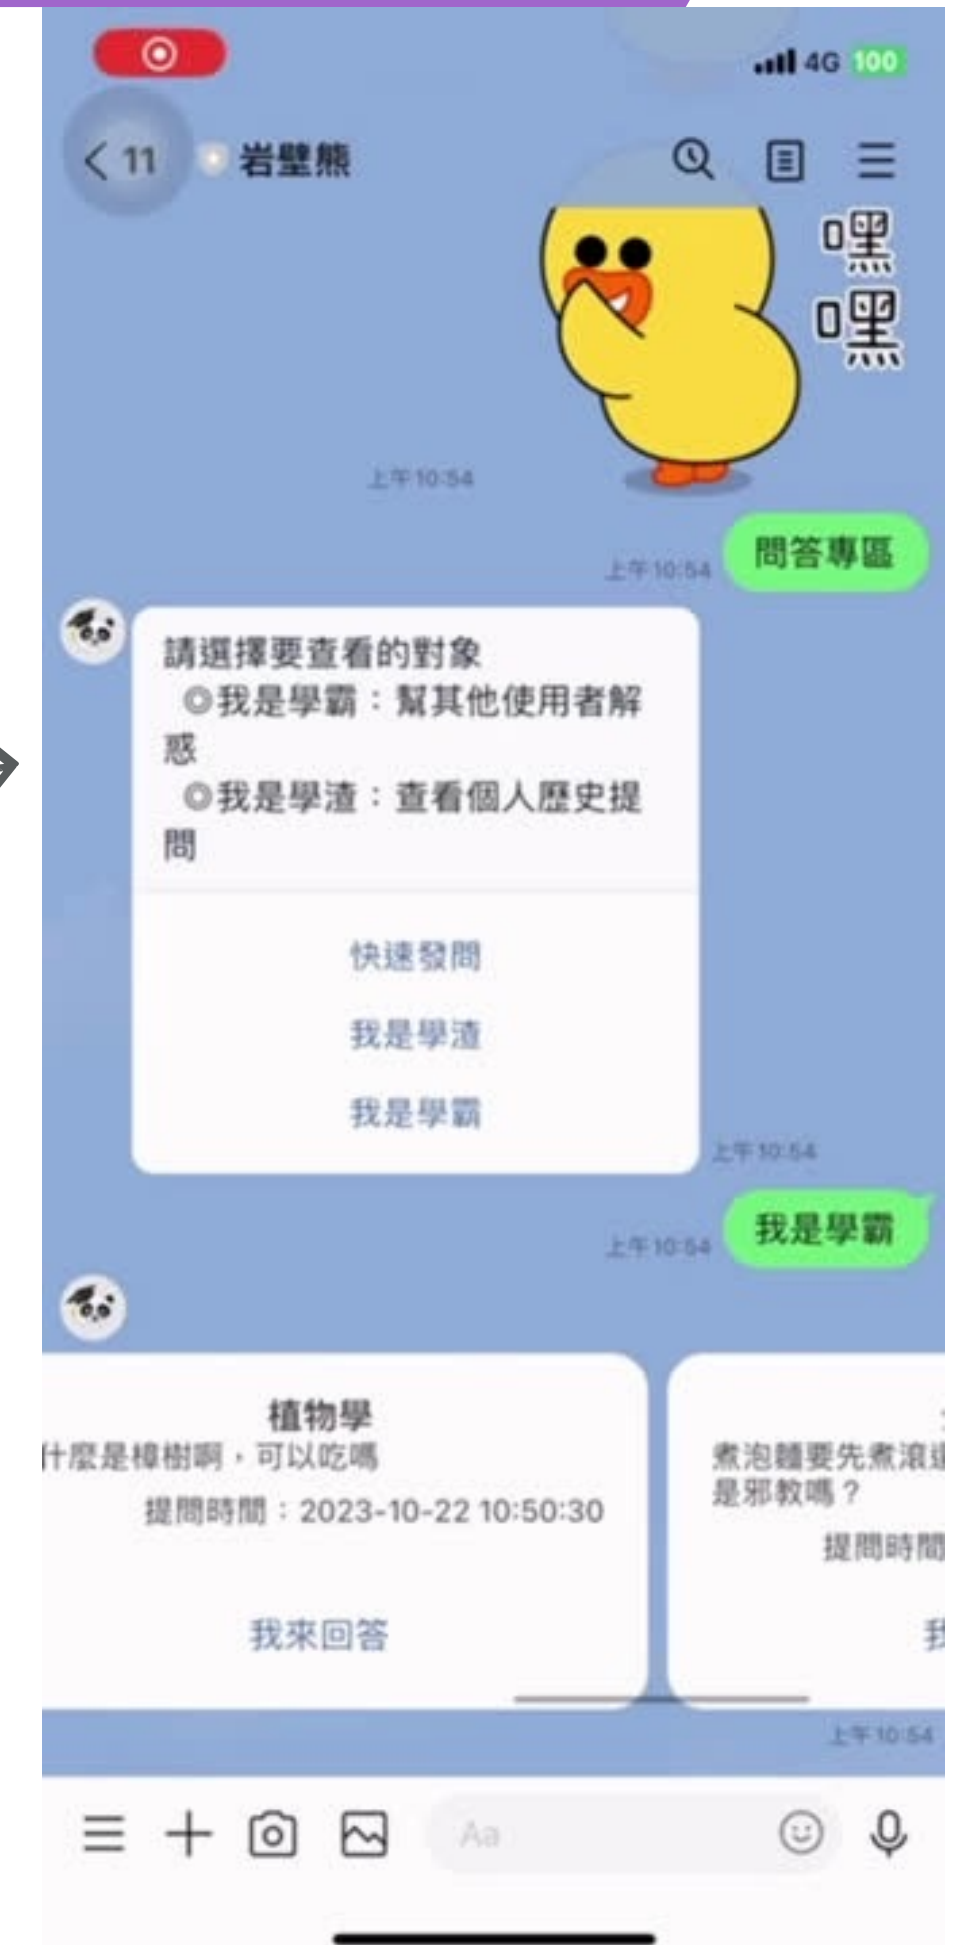 4G 100
11 岩壁熊
嘿
嘿
上午10:54
問答專區
上午10:54
請選擇要查看的對象
◎我是學霸：幫其他使用者解
惑
◎我是學渣：查看個人歷史提
問
快速發問
我是學渣
我是學霸
上午10:54
我是學霸
上午10:54
植物學
什麼是樟樹啊，可以吃嗎
提問時間：2023-10-22 10:50:30
我來回答
煮泡麵要先煮滾
是邪教嗎？
提問時間
上午10:54
Aa